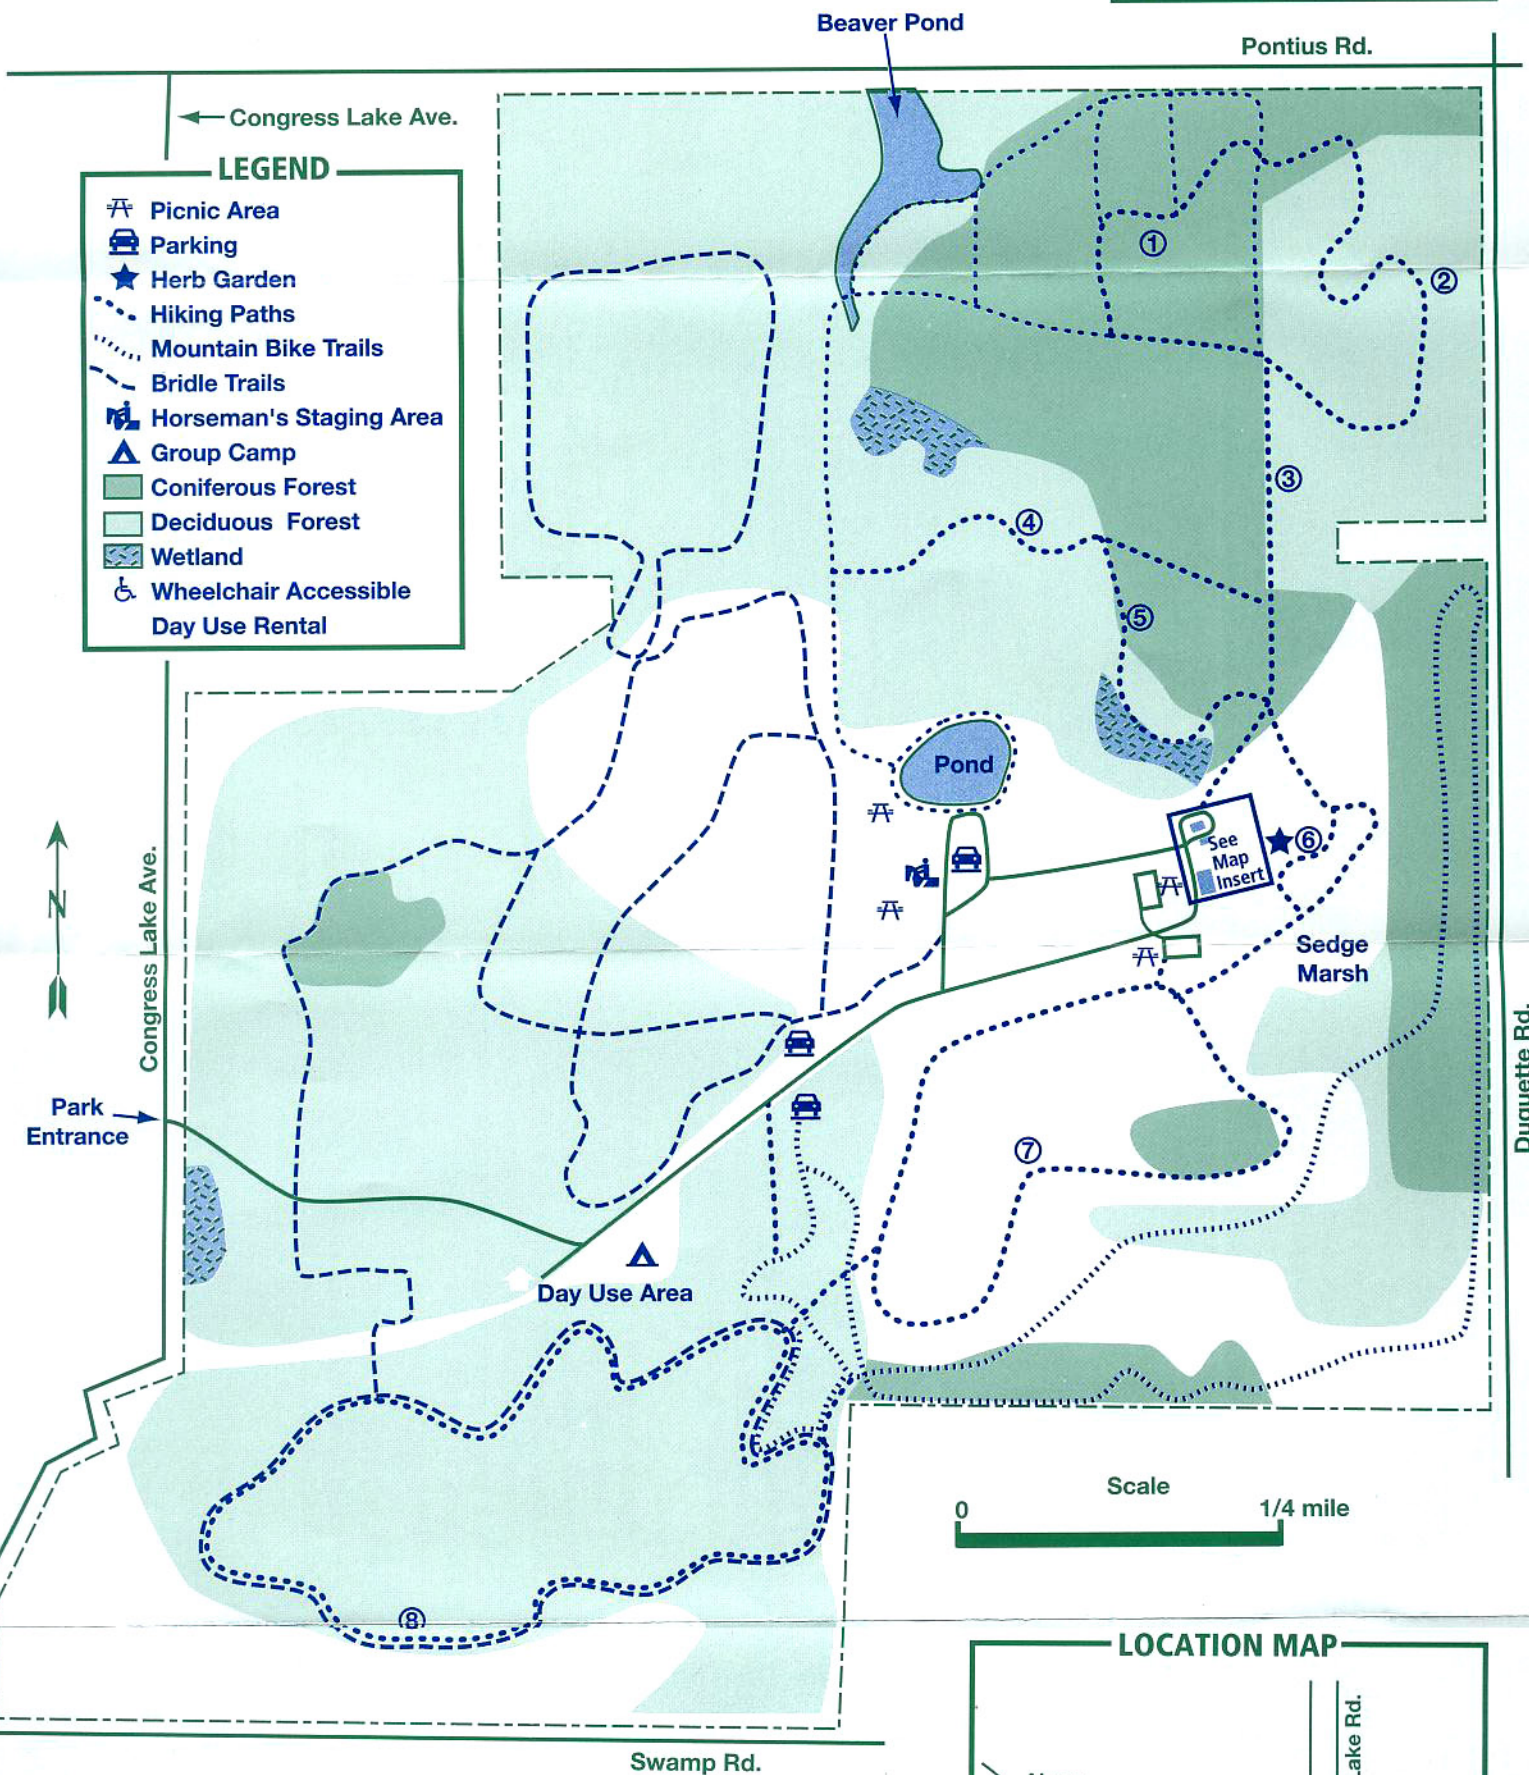 Beaver Pond
Pontius Rd.
Congress Lake Ave.
LEGEND
Picnic Area
Parking
Herb Garden
Hiking Paths
Mountain Bike Trails
Bridle Trails
Horseman's Staging Area
Group Camp
Coniferous Forest
Deciduous Forest
Wetland
Wheelchair Accessible
Day Use Rental
1
2
3
4
5
Pond
See
Map
Insert
6
N
Congress Lake Ave.
Sedge
Marsh
Duquette Rd.
Park
Entrance
7
Day Use Area
Scale
0
1/4 mile
8
LOCATION MAP
Swamp Rd.